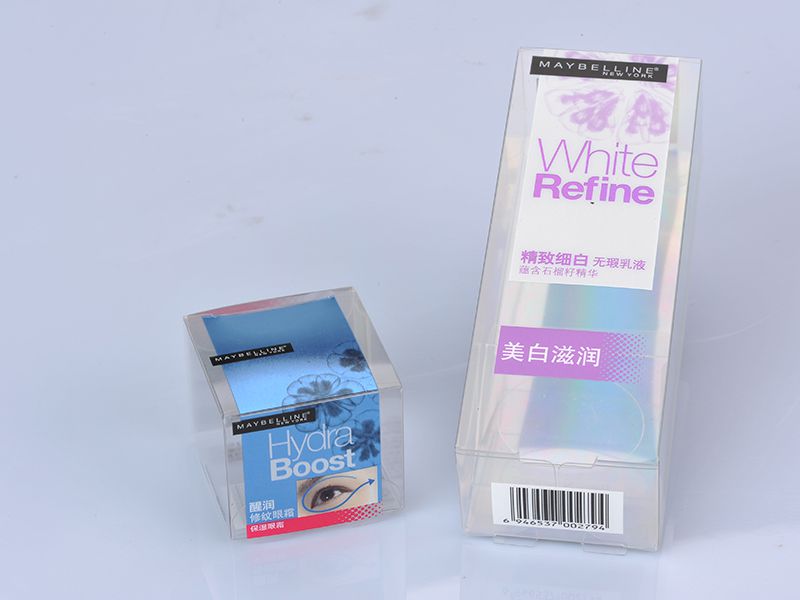 MAYBELLINE®
NEW YORK
MAYBELLINE®
NEW YORK
Hydra
Boost
醒润
修纹眼霜
保湿眼霜
MAYBELLINE®
NEW YORK
White
Refine
精致细白 无瑕乳液
蕴含石榴籽精华
美白滋润
6 946537 002794